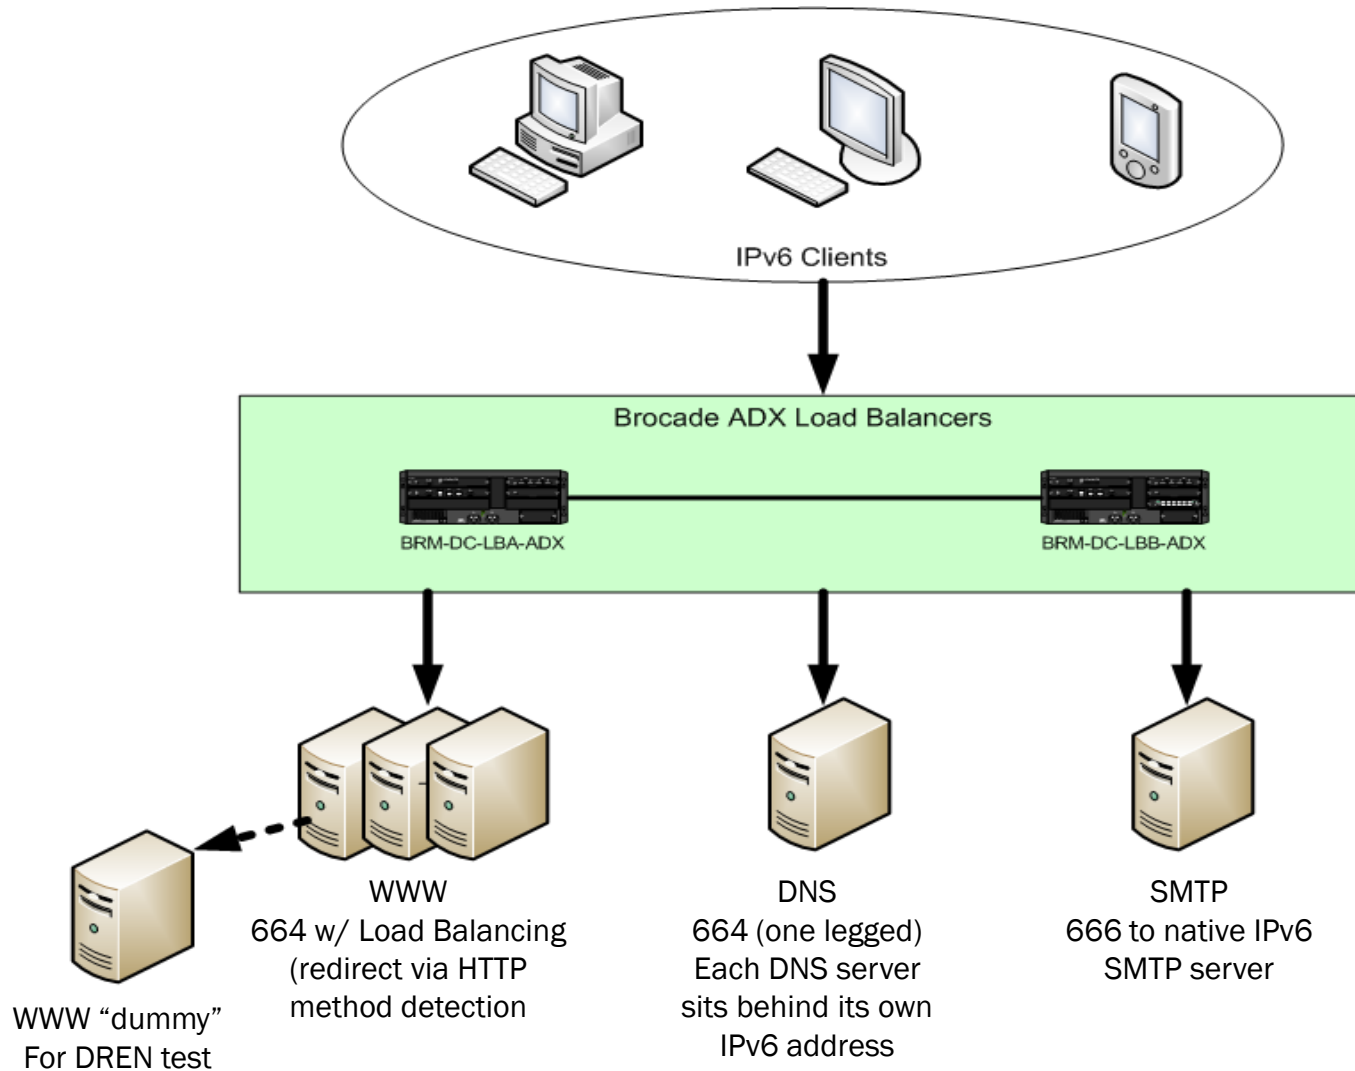 IPv6 Clients
Brocade ADX Load Balancers
BRM-DC-LBA-ADX
BRM-DC-LBB-ADX
WWW
664 w/ Load Balancing
(redirect via HTTP
method detection
DNS
664 (one legged)
Each DNS server
sits behind its own
IPv6 address
SMTP
666 to native IPv6
SMTP server
WWW “dummy”
For DREN test